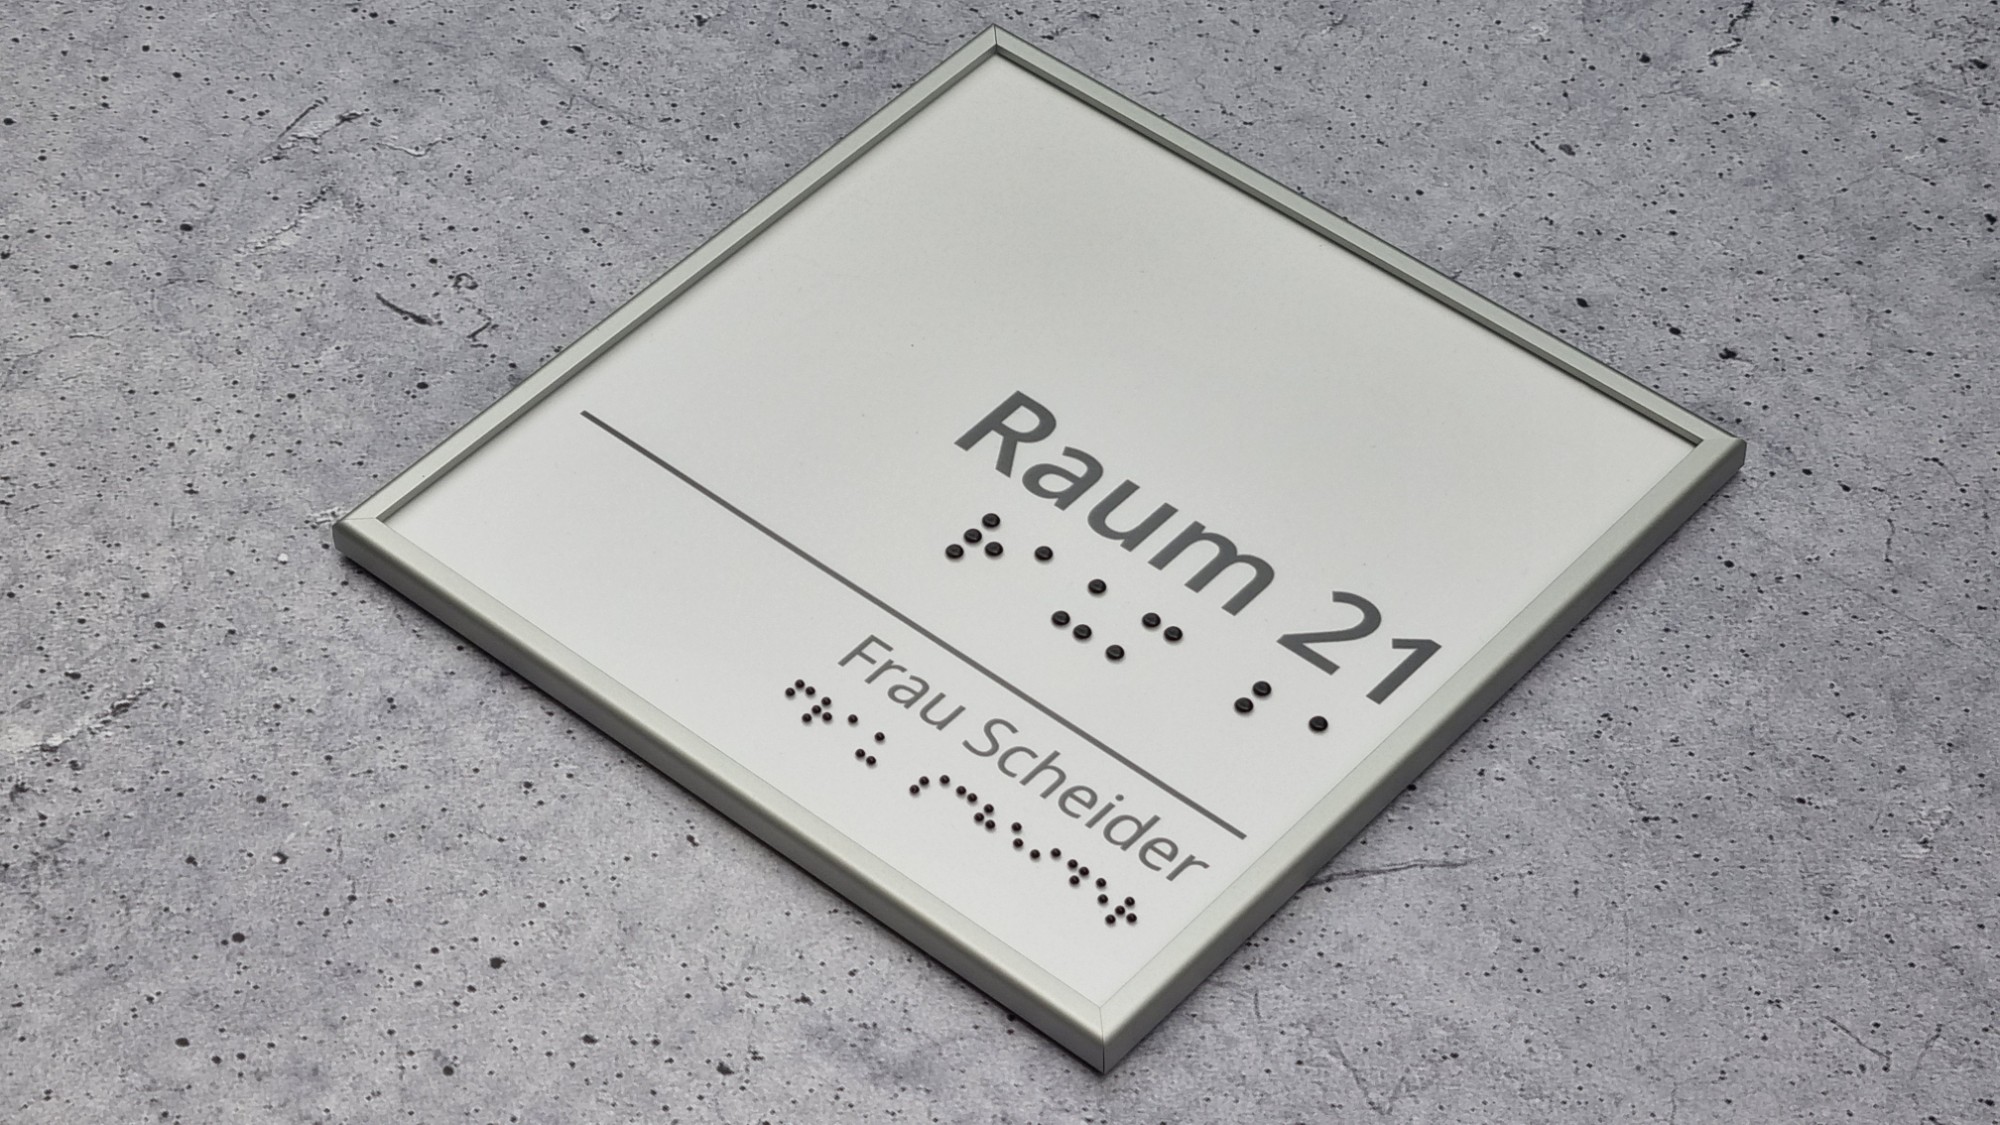 Raum 21
⠗⠁⠥⠍ ⠃⠁
Frau Scheider